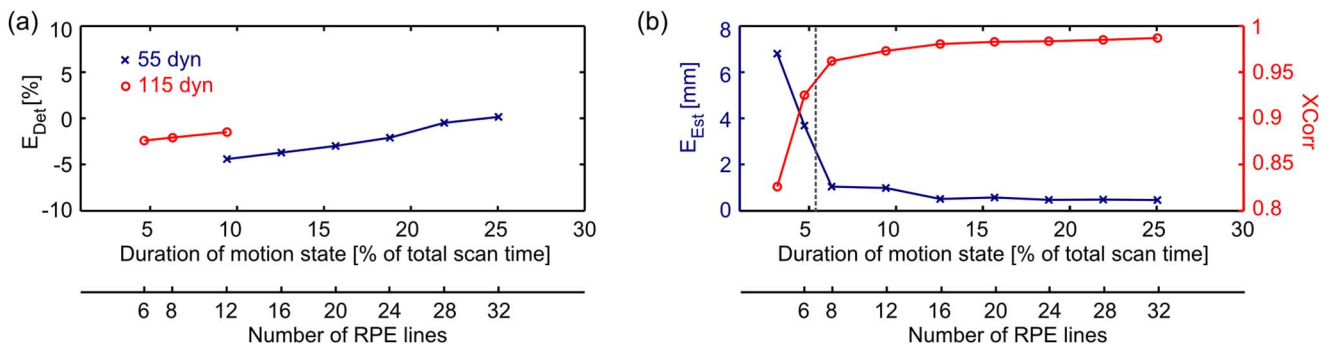 (a)
10
5
0
-5
-10
E_Det [%]
55 dyn
115 dyn
5 10 15 20 25 30
Duration of motion state [% of total scan time]
6 8 12 16 20 24 28 32
Number of RPE lines
(b)
8
6
4
2
0
E_Est [mm]
1
0.95
0.9
0.85
0.8
XCorr
5 10 15 20 25 30
Duration of motion state [% of total scan time]
6 8 12 16 20 24 28 32
Number of RPE lines